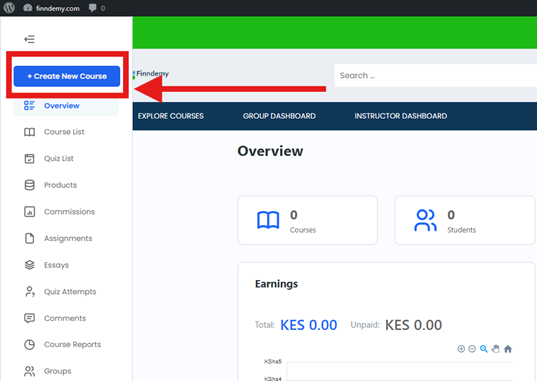 finndemy.com 0
+ Create New Course
Finndemy
Search ...
EXPLORE COURSES GROUP DASHBOARD INSTRUCTOR DASHBOARD
Overview
Course List
Quiz List
Products
Commissions
Assignments
Essays
Quiz Attempts
Comments
Course Reports
Groups
Overview
0
Courses
0
Students
Earnings
Total: KES 0.00 Unpaid: KES 0.00
KShs5
KShs4